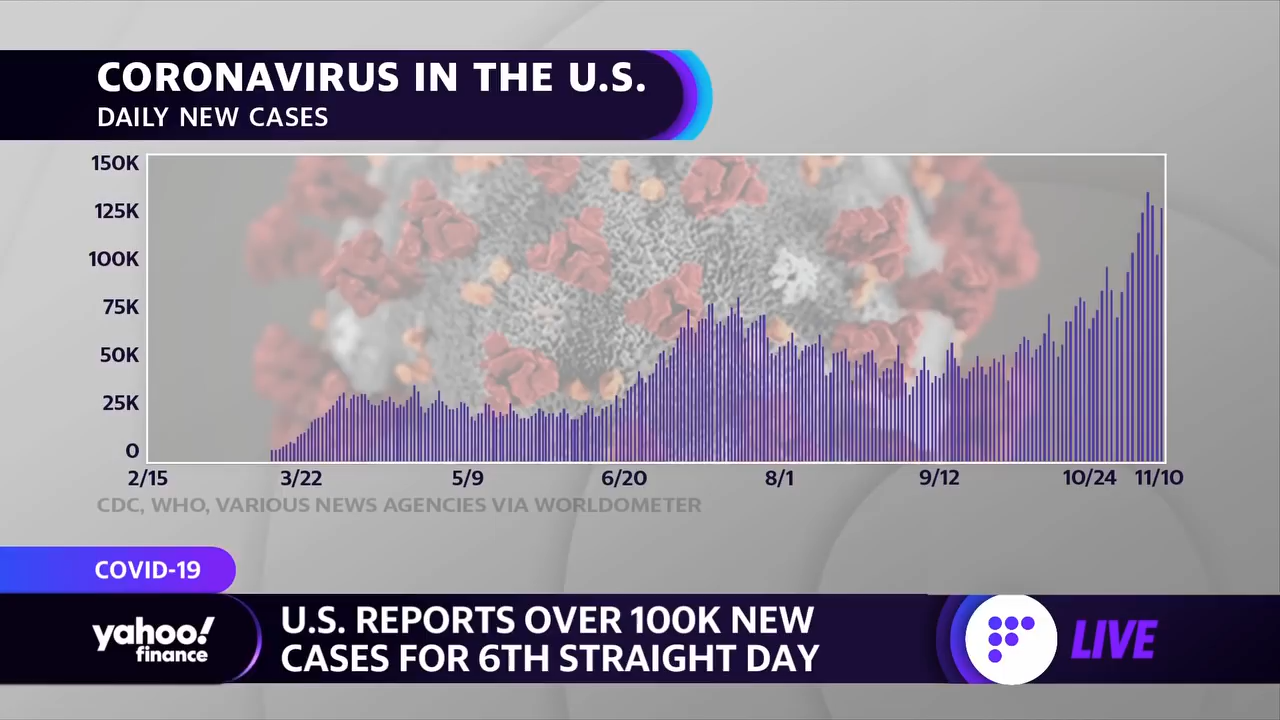 CORONAVIRUS IN THE U.S.
DAILY NEW CASES
150K
125K
100K
75K
50K
25K
0
2/15 3/22 5/9 6/20 8/1 9/12 10/24 11/10
CDC, WHO, VARIOUS NEWS AGENCIES VIA WORLDOMETER
COVID-19
yahoo!
finance
U.S. REPORTS OVER 100K NEW
CASES FOR 6TH STRAIGHT DAY
LIVE